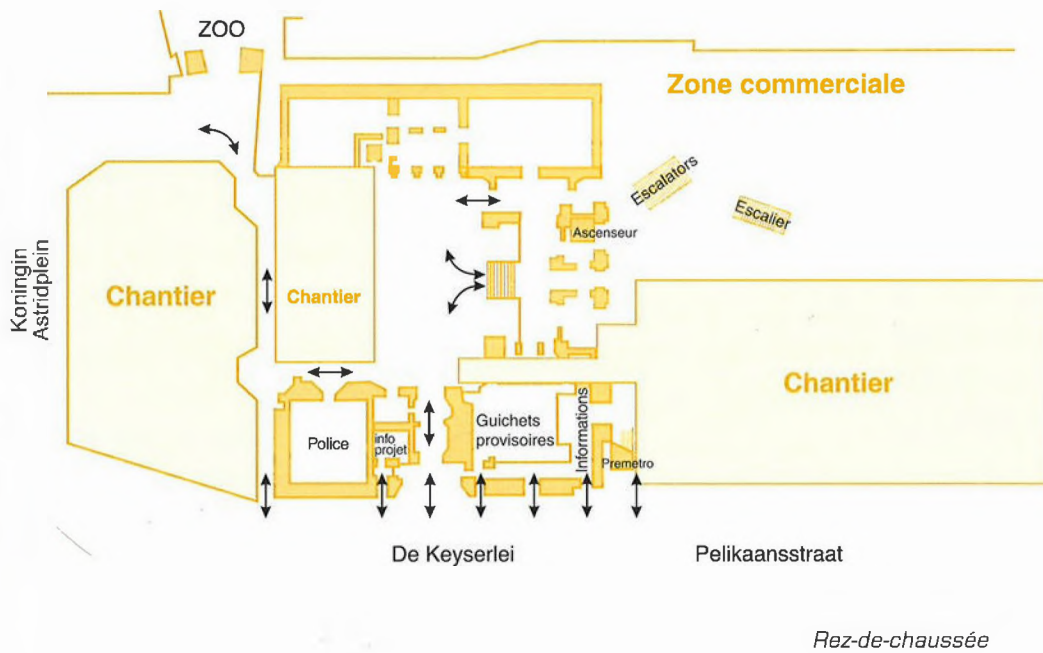 ZOO
Zone commerciale
Escalators
Escalier
Ascenseur
Koningin
Astridplein
Chantier
Chantier
Chantier
Police
info
projet
Guichets
provisoires
Informations
Premetro
De Keyserlei
Pelikaansstraat
Rez-de-chaussée